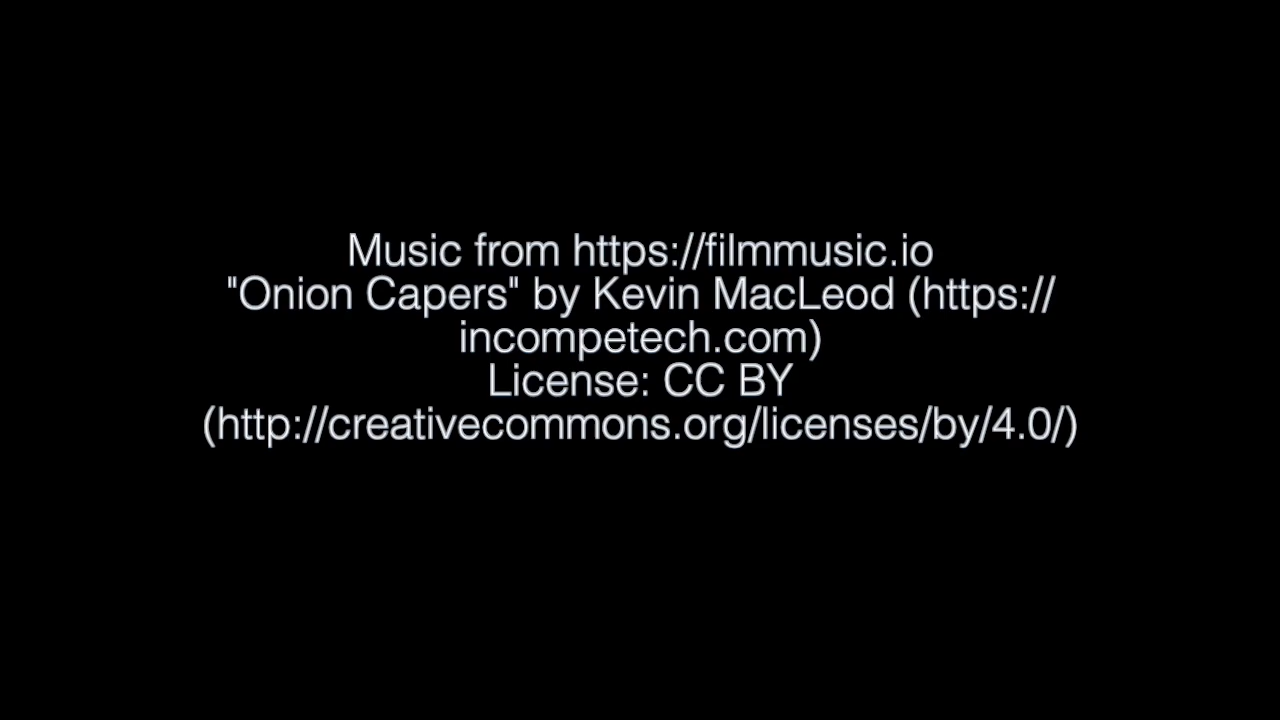 Music from https://filmmusic.io
"Onion Capers" by Kevin MacLeod (https://
incompetech.com)
License: CC BY
(http://creativecommons.org/licenses/by/4.0/)